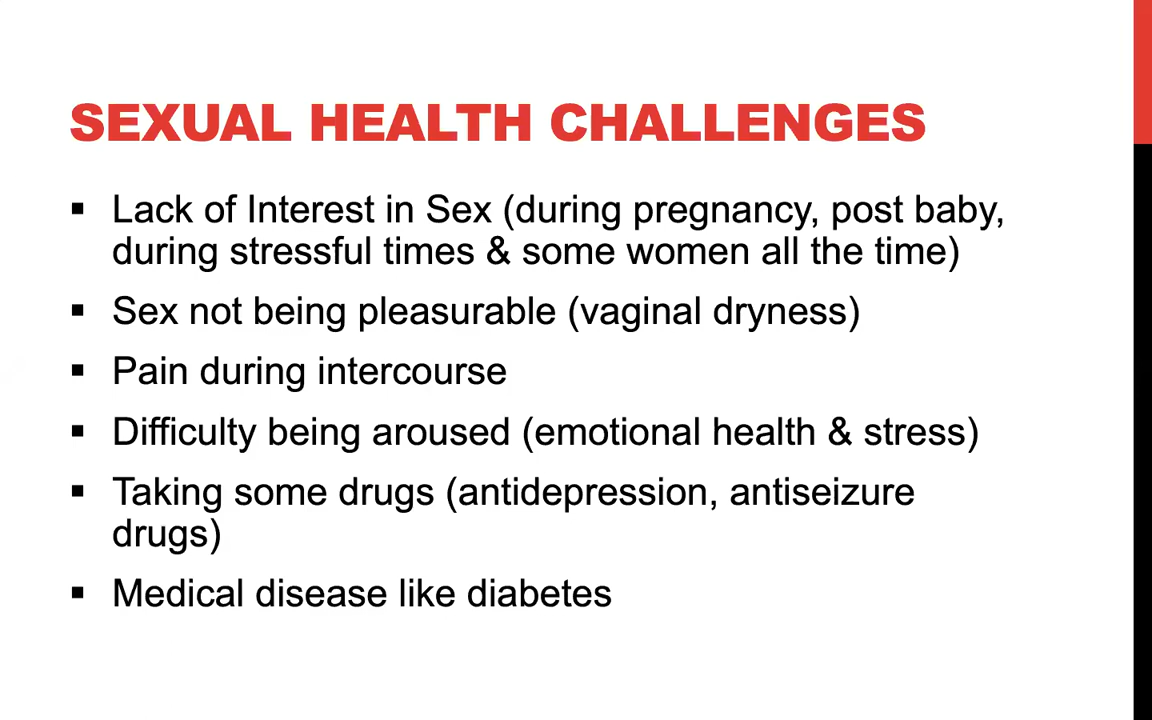 SEXUAL HEALTH CHALLENGES
▪ Lack of Interest in Sex (during pregnancy, post baby,
during stressful times & some women all the time)
▪ Sex not being pleasurable (vaginal dryness)
▪ Pain during intercourse
▪ Difficulty being aroused (emotional health & stress)
▪ Taking some drugs (antidepression, antiseizure
drugs)
▪ Medical disease like diabetes